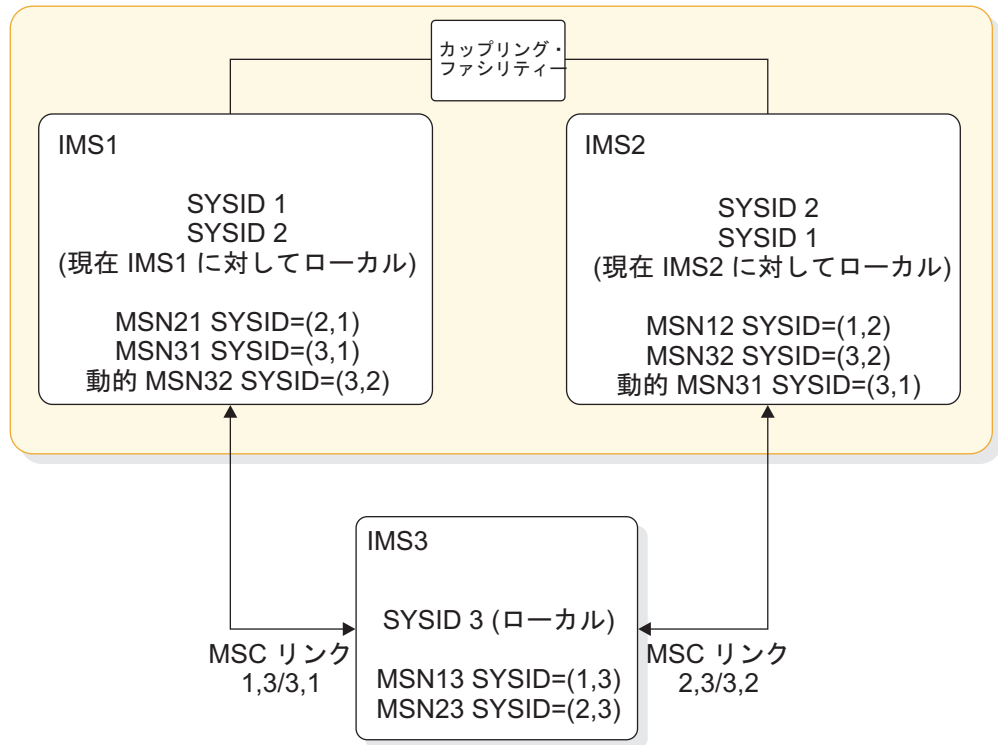 カップリング・
ファシリティー
IMS1
SYSID 1
SYSID 2
(現在 IMS1 に対してローカル)
MSN21 SYSID=(2,1)
MSN31 SYSID=(3,1)
動的 MSN32 SYSID=(3,2)
IMS2
SYSID 2
SYSID 1
(現在 IMS2 に対してローカル)
MSN12 SYSID=(1,2)
MSN32 SYSID=(3,2)
動的 MSN31 SYSID=(3,1)
IMS3
SYSID 3 (ローカル)
MSN13 SYSID=(1,3)
MSN23 SYSID=(2,3)
MSC リンク
1,3/3,1
MSC リンク
2,3/3,2